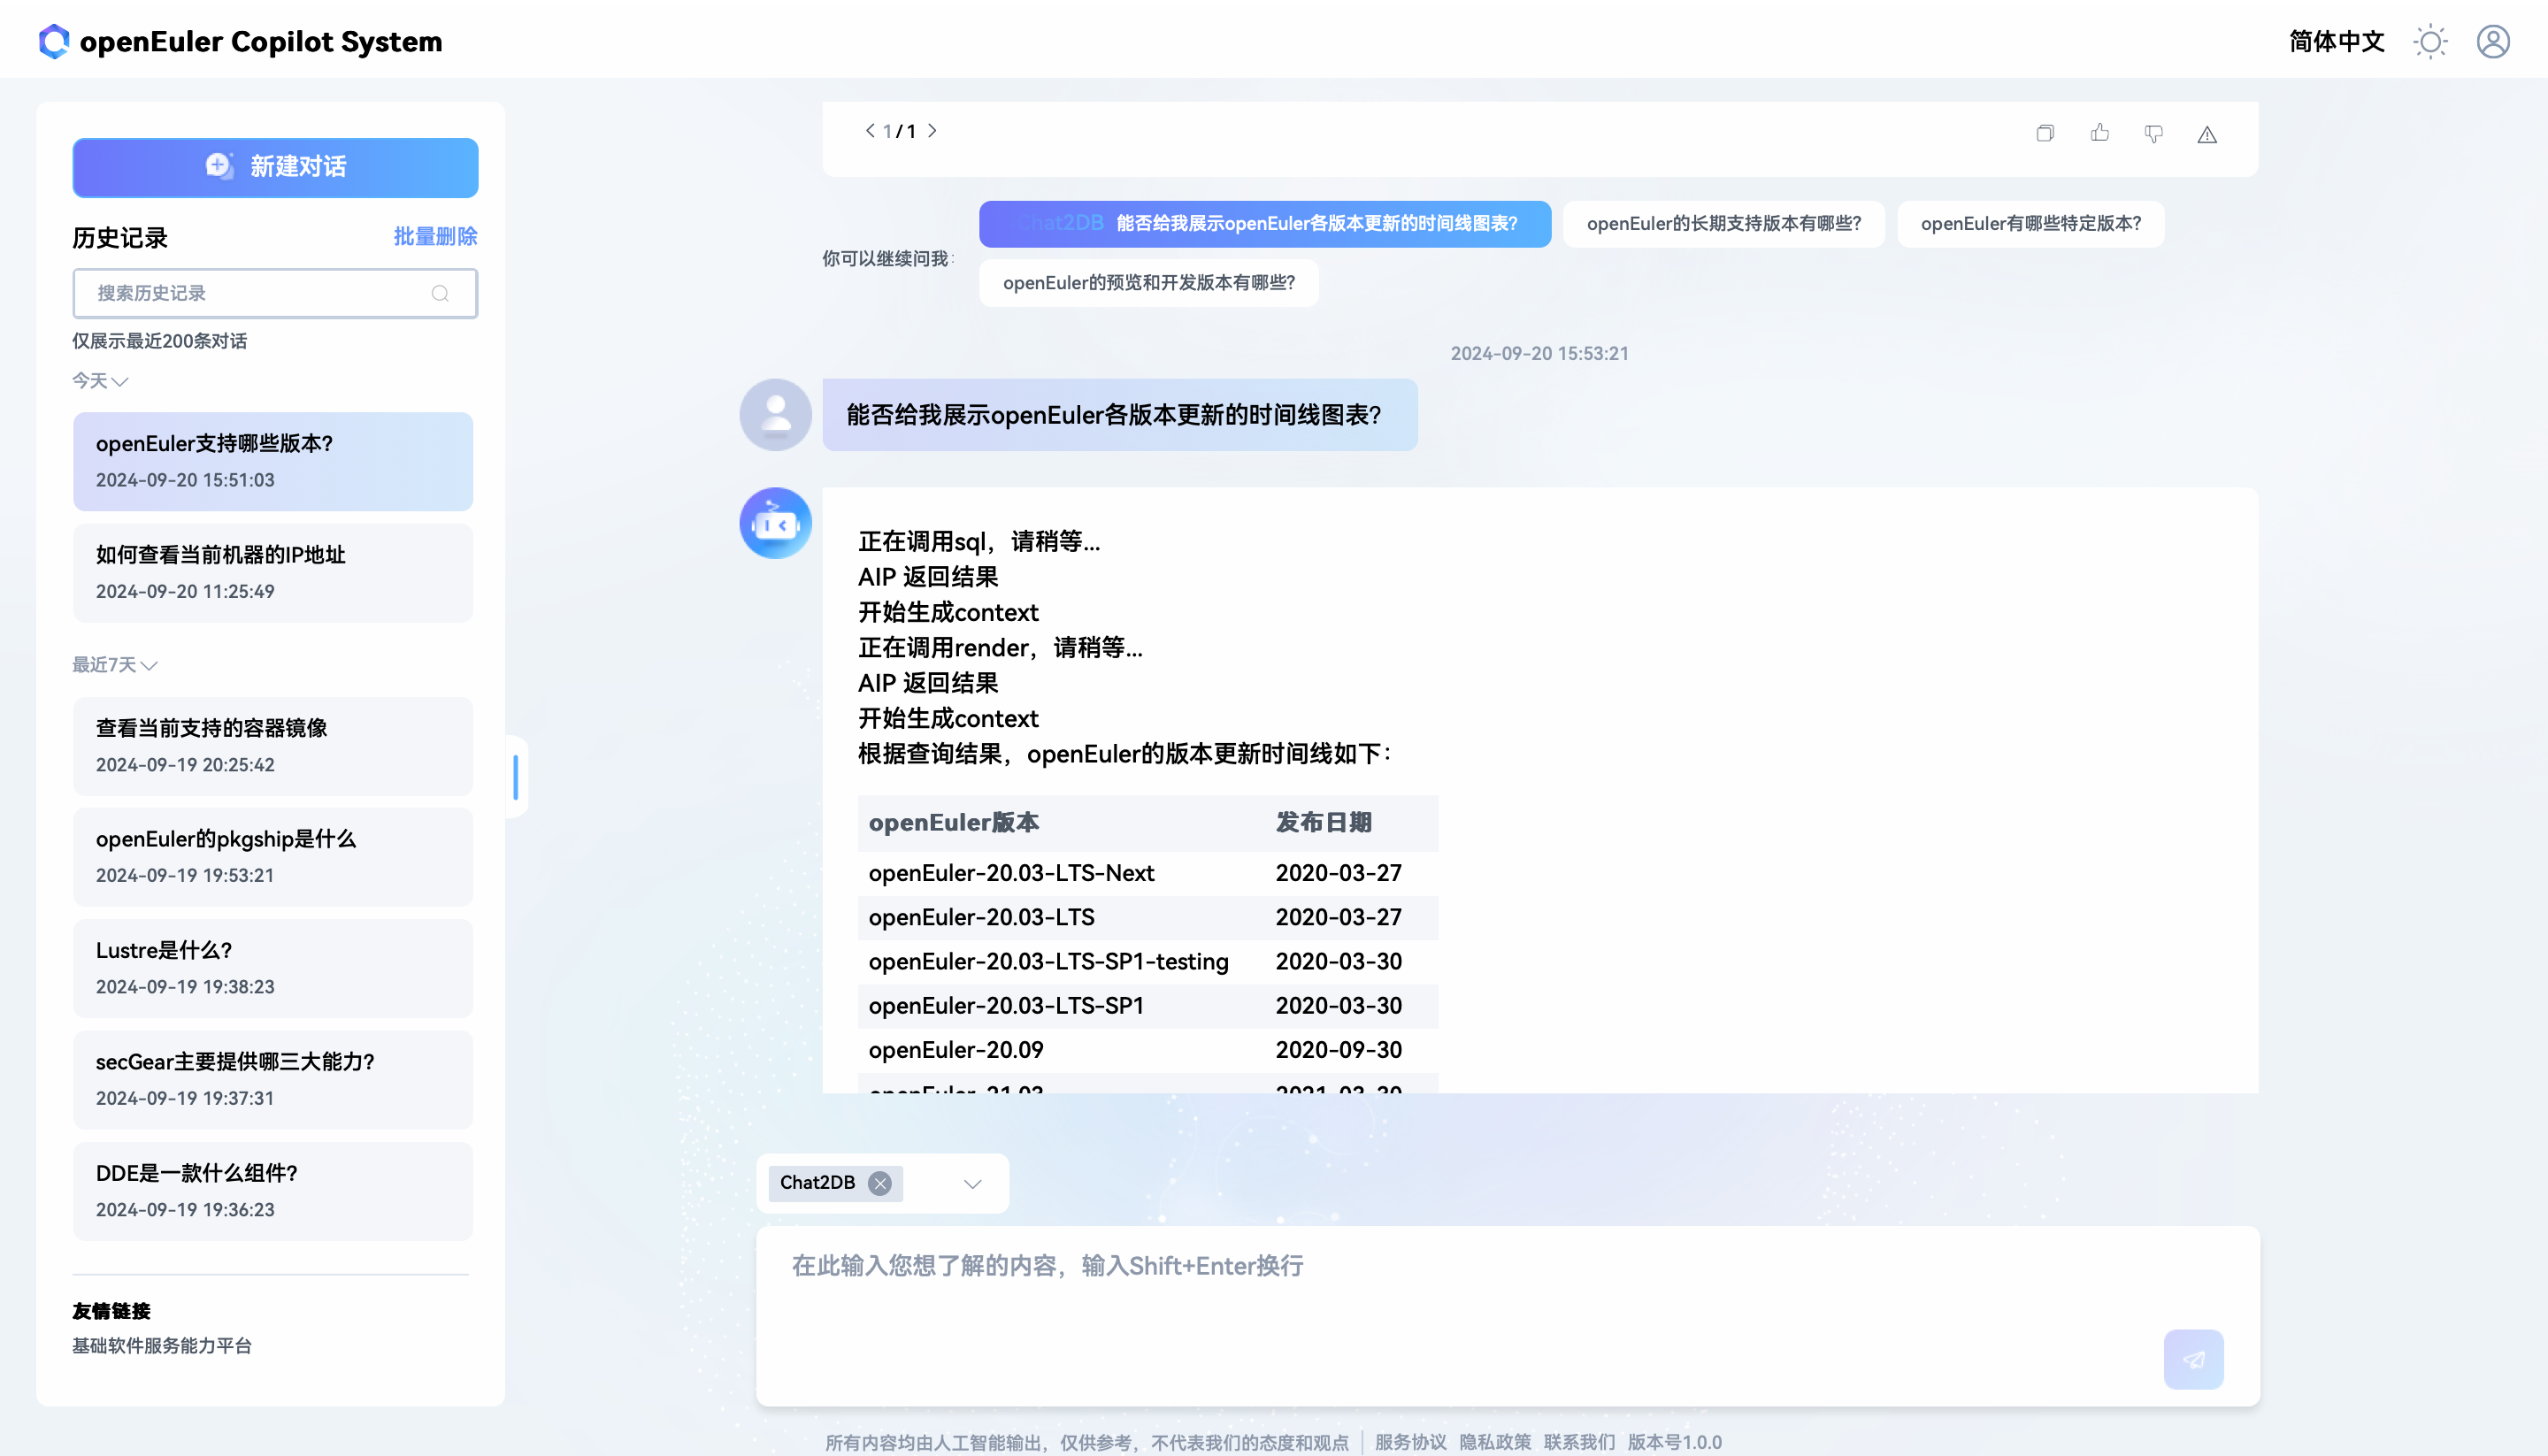 openEuler Copilot System
简体中文
新建对话
历史记录 批量删除
搜索历史记录
仅展示最近200条对话
今天
openEuler支持哪些版本?
2024-09-20 15:51:03
如何查看当前机器的IP地址
2024-09-20 11:25:49
最近7天
查看当前支持的容器镜像
2024-09-19 20:25:42
openEuler的pkgship是什么
2024-09-19 19:53:21
Lustre是什么?
2024-09-19 19:38:23
secGear主要提供哪三大能力?
2024-09-19 19:37:31
DDE是一款什么组件?
2024-09-19 19:36:23
友情链接
基础软件服务能力平台
1 / 1
你可以继续问我:
Chat2DB 能否给我展示openEuler各版本更新的时间线图表? openEuler的长期支持版本有哪些? openEuler有哪些特定版本?
openEuler的预览和开发版本有哪些?
2024-09-20 15:53:21
能否给我展示openEuler各版本更新的时间线图表?
正在调用sql，请稍等...
AIP 返回结果
开始生成context
正在调用render，请稍等...
AIP 返回结果
开始生成context
根据查询结果，openEuler的版本更新时间线如下：
openEuler版本 发布日期
openEuler-20.03-LTS-Next 2020-03-27
openEuler-20.03-LTS 2020-03-27
openEuler-20.03-LTS-SP1-testing 2020-03-30
openEuler-20.03-LTS-SP1 2020-03-30
openEuler-20.09 2020-09-30
openEuler-21.03 2021-03-30
Chat2DB
在此输入您想了解的内容，输入Shift+Enter换行
所有内容均由人工智能输出，仅供参考，不代表我们的态度和观点 | 服务协议 隐私政策 联系我们 版本号1.0.0